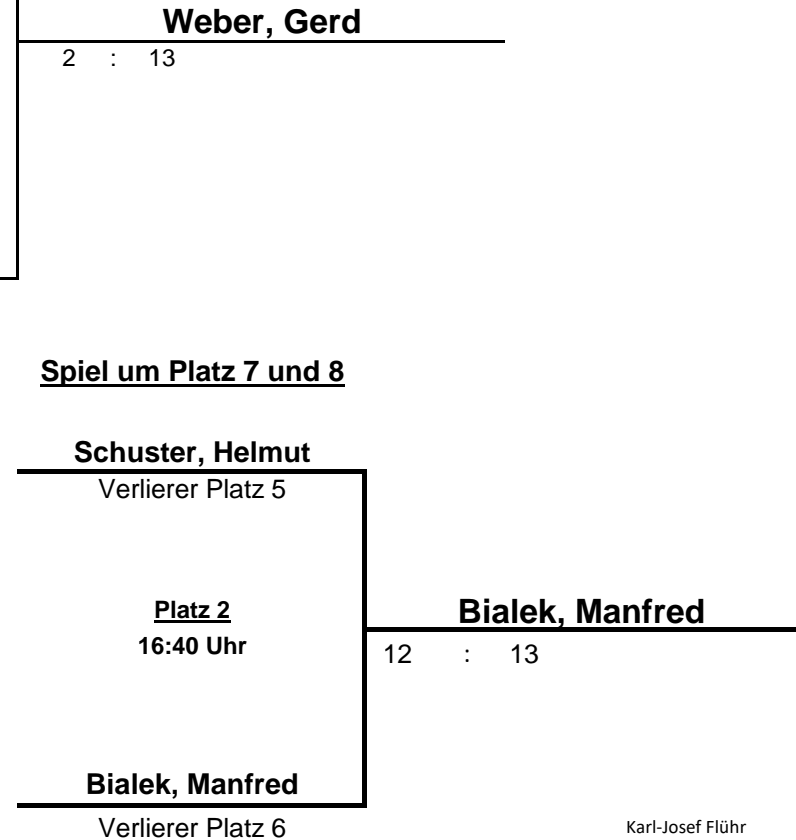 Weber, Gerd
2 : 13
Spiel um Platz 7 und 8
Schuster, Helmut
Verlierer Platz 5
Platz 2
16:40 Uhr
Bialek, Manfred
12 : 13
Bialek, Manfred
Verlierer Platz 6
Karl-Josef Flühr